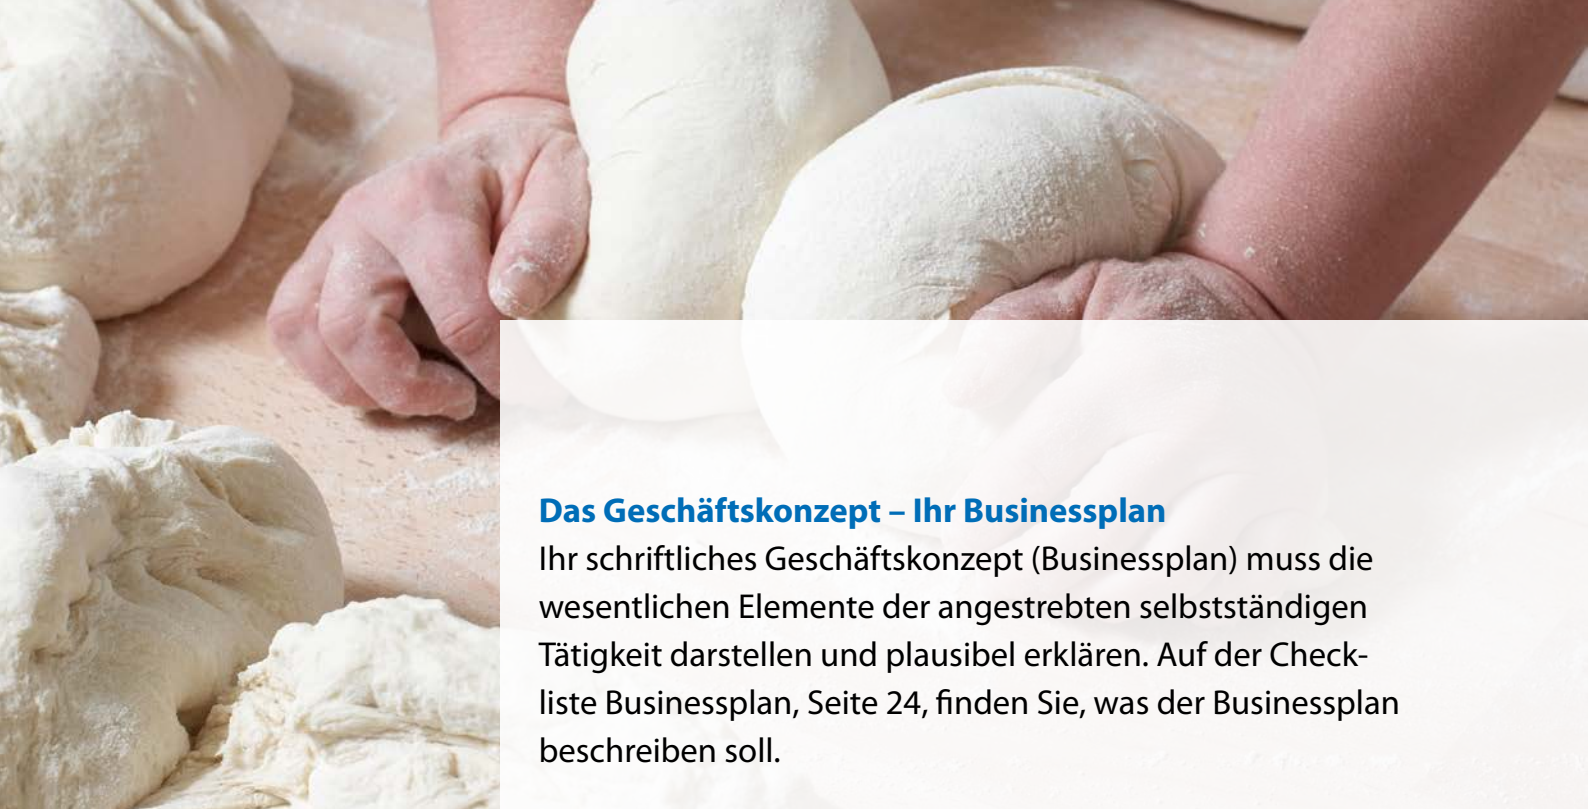 Das Geschäftskonzept – Ihr Businessplan
Ihr schriftliches Geschäftskonzept (Businessplan) muss die
wesentlichen Elemente der angestrebten selbstständigen
Tätigkeit darstellen und plausibel erklären. Auf der Check-
liste Businessplan, Seite 24, finden Sie, was der Businessplan
beschreiben soll.